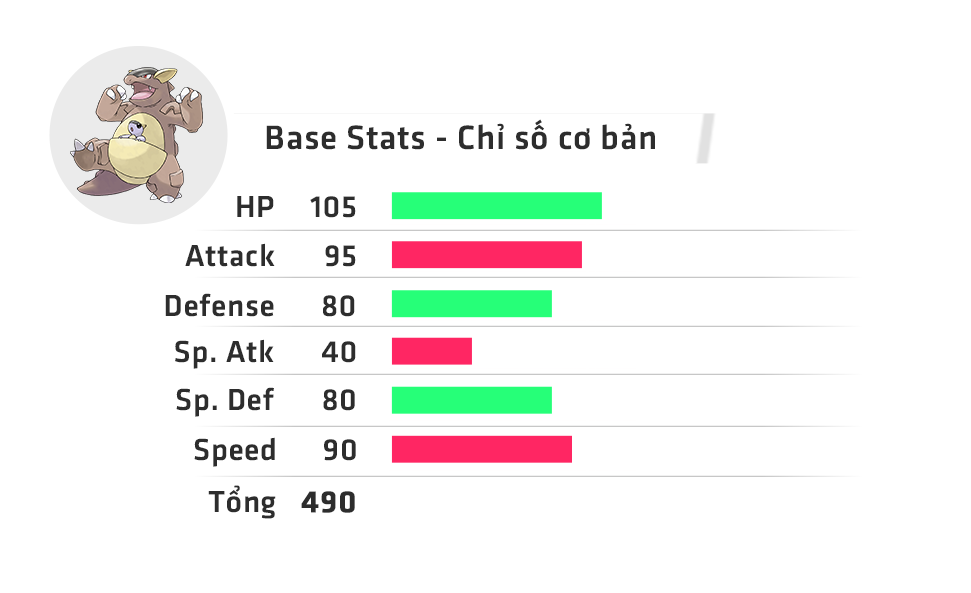 Base Stats - Chỉ số cơ bản
HP 105
Attack 95
Defense 80
Sp. Atk 40
Sp. Def 80
Speed 90
Tổng 490